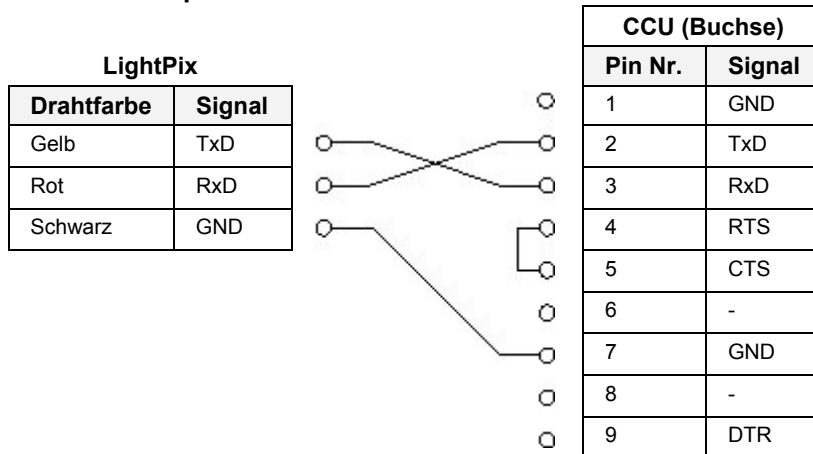 CCU (Buchse)
LightPix
Pin Nr. Signal
Drahtfarbe Signal
1 GND
Gelb TxD
2 TxD
Rot RxD
3 RxD
Schwarz GND
4 RTS
5 CTS
6 -
7 GND
8 -
9 DTR